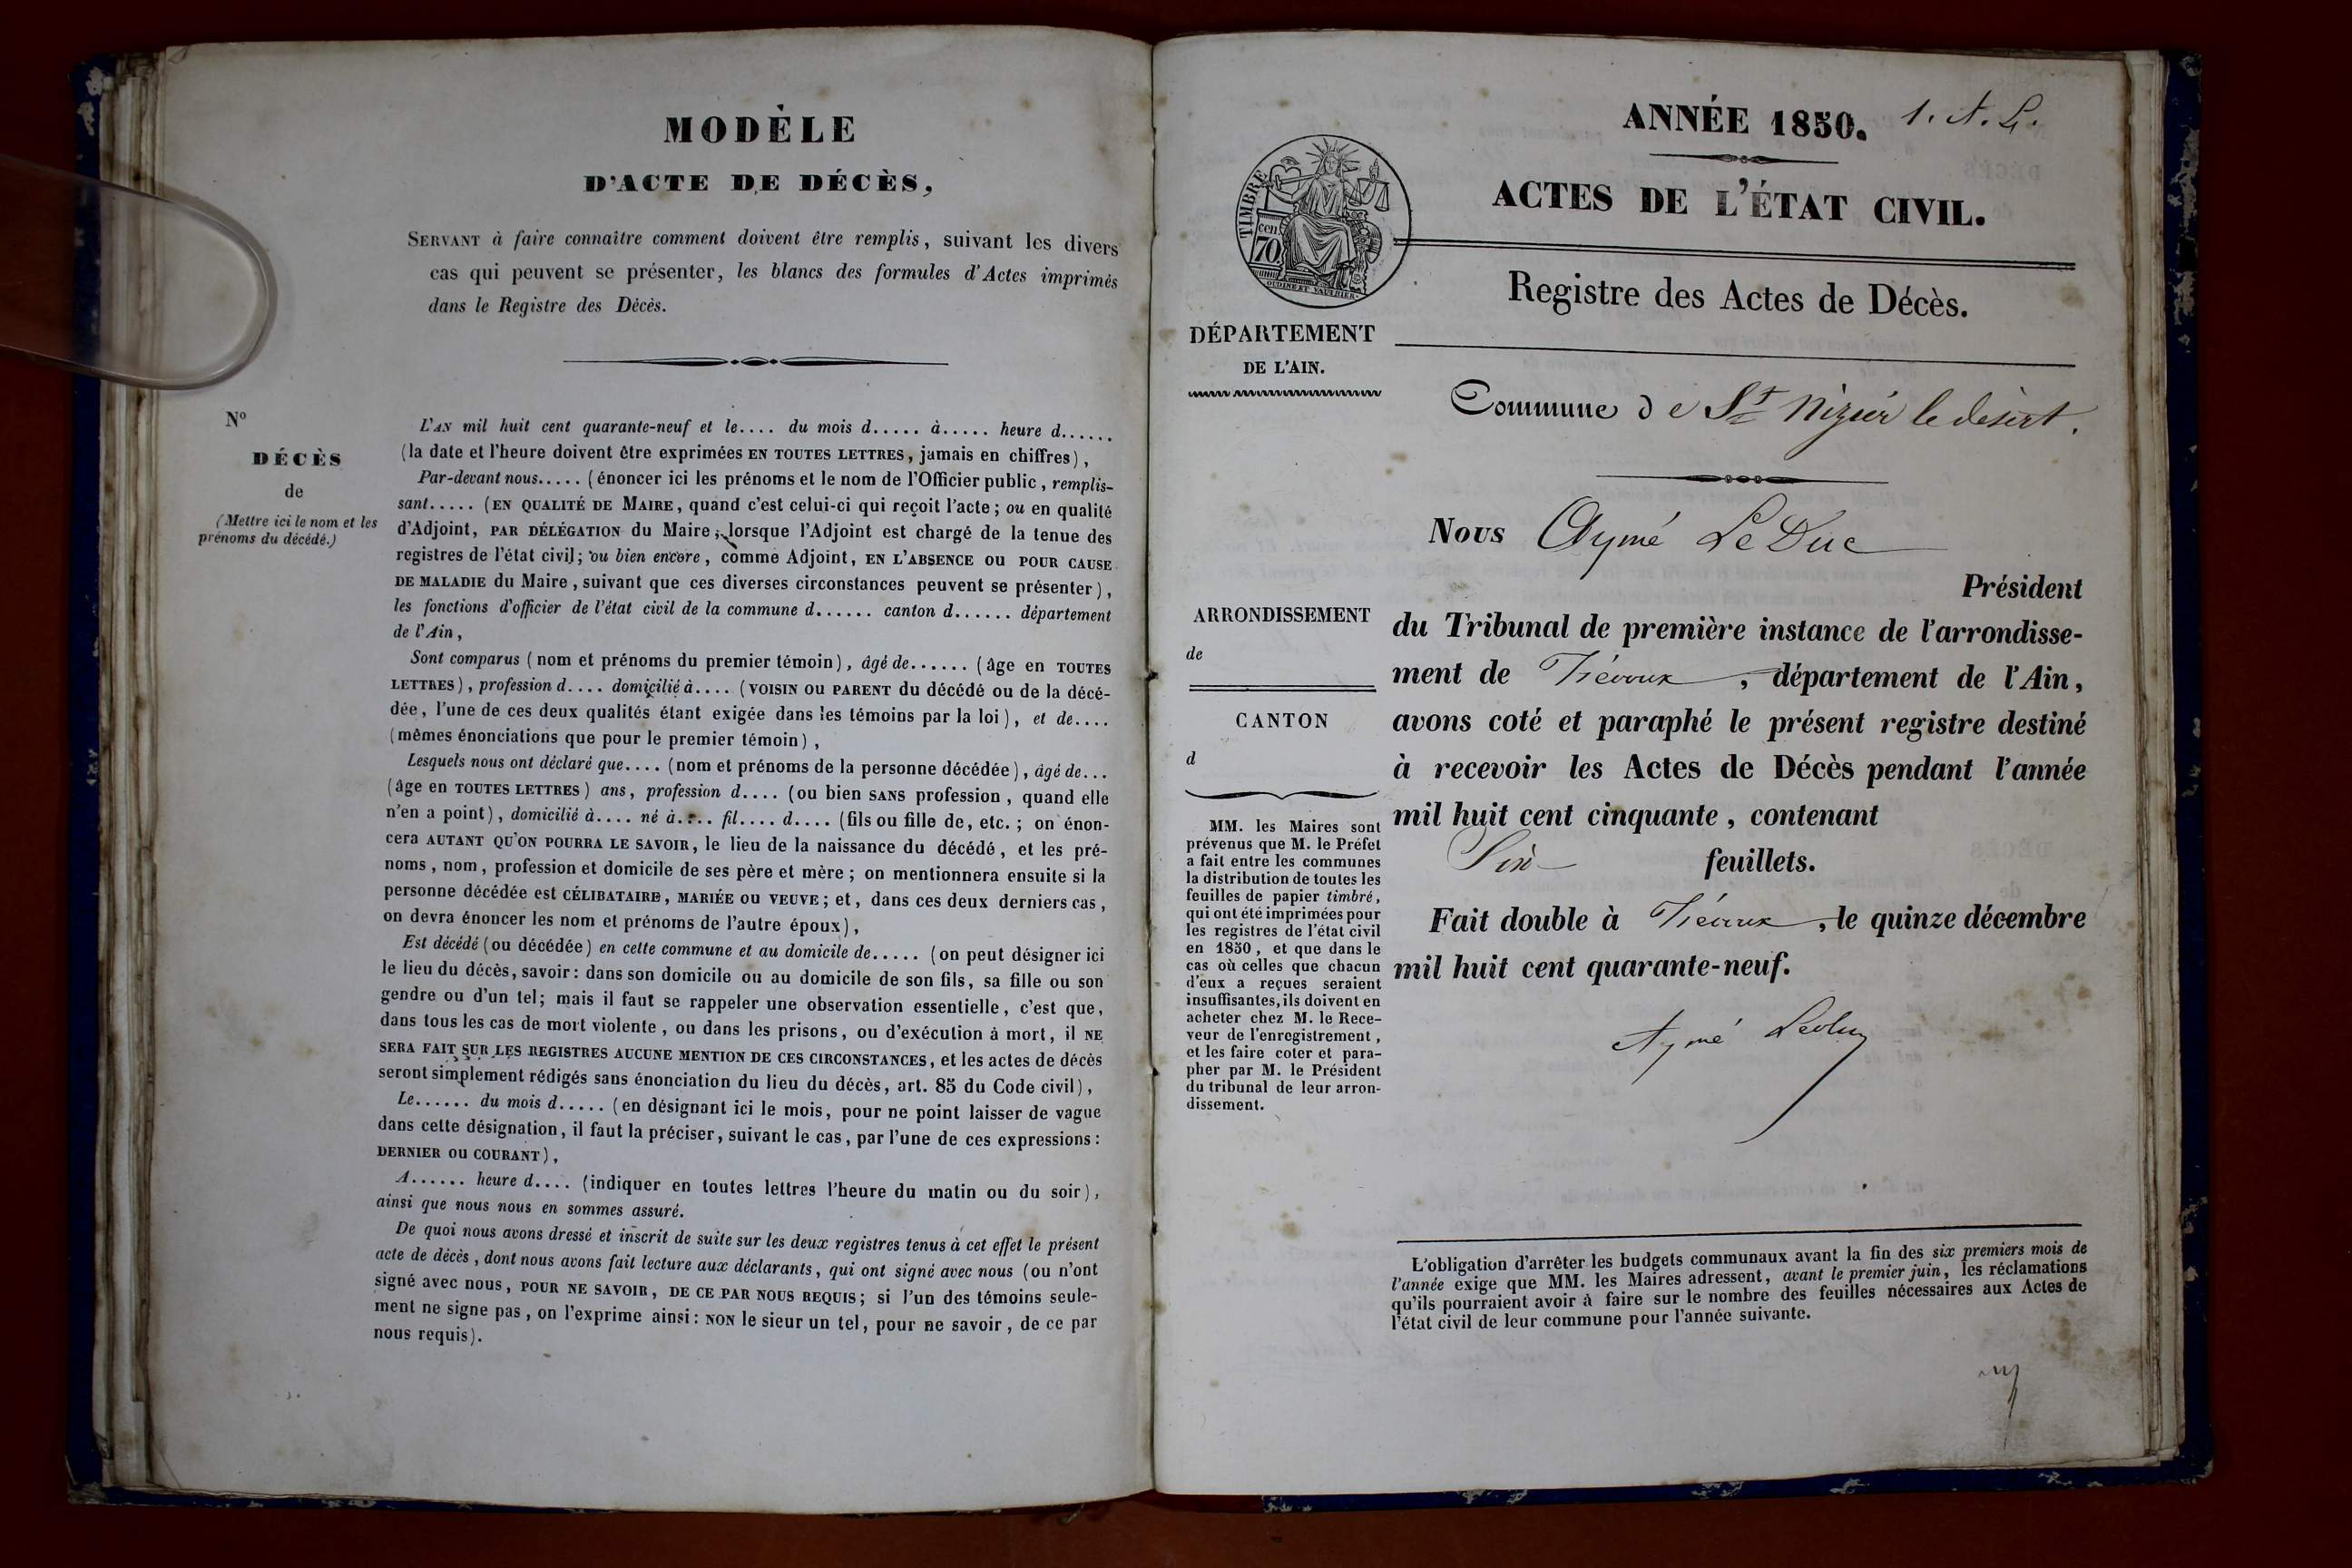 MODÈLE
D'ACTE DE DÉCÈS,
SERVANT à faire connaître comment doivent être remplis, suivant les divers
cas qui peuvent se présenter, les blancs des formules d'Actes imprimés
dans le Registre des Décès.
N°
DÉCÈS
de
(Mettre ici le nom et les
prénoms du décédé.)
L'AN mil huit cent quarante-neuf et le.... du mois d..... à..... heure d......
(la date et l'heure doivent être exprimées EN TOUTES LETTRES, jamais en chiffres),
Par-devant nous..... (énoncer ici les prénoms et le nom de l'Officier public, remplis-
sant..... (EN QUALITÉ DE MAIRE, quand c'est celui-ci qui reçoit l'acte; ou en qualité
d'Adjoint, PAR DÉLÉGATION du Maire, lorsque l'Adjoint est chargé de la tenue des
registres de l'état civil; ou bien encore, comme Adjoint, EN L'ABSENCE OU POUR CAUSE
DE MALADIE du Maire, suivant que ces diverses circonstances peuvent se présenter),
les fonctions d'officier de l'état civil de la commune d...... canton d...... département
de l'Ain,
Sont comparus (nom et prénoms du premier témoin), âgé de...... (âge en TOUTES
LETTRES), profession d.... domicilié à.... (VOISIN OU PARENT du décédé ou de la décé-
dée, l'une de ces deux qualités étant exigée dans les témoins par la loi), et de....
(mêmes énonciations que pour le premier témoin),
Lesquels nous ont déclaré que.... (nom et prénoms de la personne décédée), âgé de...
(âge en TOUTES LETTRES) ans, profession d.... (ou bien SANS profession, quand elle
n'en a point), domicilié à.... né à.... fil.... d.... (fils ou fille de, etc.; on énon-
cera AUTANT QU'ON POURRA LE SAVOIR, le lieu de la naissance du décédé, et les pré-
noms, nom, profession et domicile de ses père et mère; on mentionnera ensuite si la
personne décédée est CÉLIBATAIRE, MARIÉE OU VEUVE; et, dans ces deux derniers cas,
on devra énoncer les nom et prénoms de l'autre époux),
Est décédé (ou décédée) en cette commune et au domicile de..... (on peut désigner ici
le lieu du décès, savoir: dans son domicile ou au domicile de son fils, sa fille ou son
gendre ou d'un tel; mais il faut se rappeler une observation essentielle, c'est que,
dans tous les cas de mort violente, ou dans les prisons, ou d'exécution à mort, il NE
SERA FAIT SUR LES REGISTRES AUCUNE MENTION DE CES CIRCONSTANCES, et les actes de décès
seront simplement rédigés sans énonciation du lieu du décès, art. 85 du Code civil),
Le...... du mois d..... (en désignant ici le mois, pour ne point laisser de vague
dans cette désignation, il faut la préciser, suivant le cas, par l'une de ces expressions:
DERNIER OU COURANT),
A...... heure d.... (indiquer en toutes lettres l'heure du matin ou du soir),
ainsi que nous nous en sommes assuré.
De quoi nous avons dressé et inscrit de suite sur les deux registres tenus à cet effet le présent
acte de décès, dont nous avons fait lecture aux déclarants, qui ont signé avec nous (ou n'ont
signé avec nous, POUR NE SAVOIR, DE CE PAR NOUS REQUIS; si l'un des témoins seule-
ment ne signe pas, on l'exprime ainsi: NON le sieur un tel, pour ne savoir, de ce par
nous requis).
ANNÉE 1850. 1. A. L.
ACTES DE L'ÉTAT CIVIL.
TIMBRE
70 cen
OUDINE ET VAUTHIER
Registre des Actes de Décès.
DÉPARTEMENT
DE L'AIN.
Commune de St Nizier le désert.
Nous Aymé Le Duc
Président
ARRONDISSEMENT
de
CANTON
d
du Tribunal de première instance de l'arrondisse-
ment de Trévoux, département de l'Ain,
avons coté et paraphé le présent registre destiné
à recevoir les Actes de Décès pendant l'année
mil huit cent cinquante, contenant
Six feuillets.
Fait double à Trévoux, le quinze décembre
mil huit cent quarante-neuf.
Aymé Leduc
MM. les Maires sont
prévenus que M. le Préfet
a fait entre les communes
la distribution de toutes les
feuilles de papier timbré,
qui ont été imprimées pour
les registres de l'état civil
en 1850, et que dans le
cas où celles que chacun
d'eux a reçues seraient
insuffisantes, ils doivent en
acheter chez M. le Rece-
veur de l'enregistrement,
et les faire coter et para-
pher par M. le Président
du tribunal de leur arron-
dissement.
L'obligation d'arrêter les budgets communaux avant la fin des six premiers mois de
l'année exige que MM. les Maires adressent, avant le premier juin, les réclamations
qu'ils pourraient avoir à faire sur le nombre des feuilles nécessaires aux Actes de
l'état civil de leur commune pour l'année suivante.